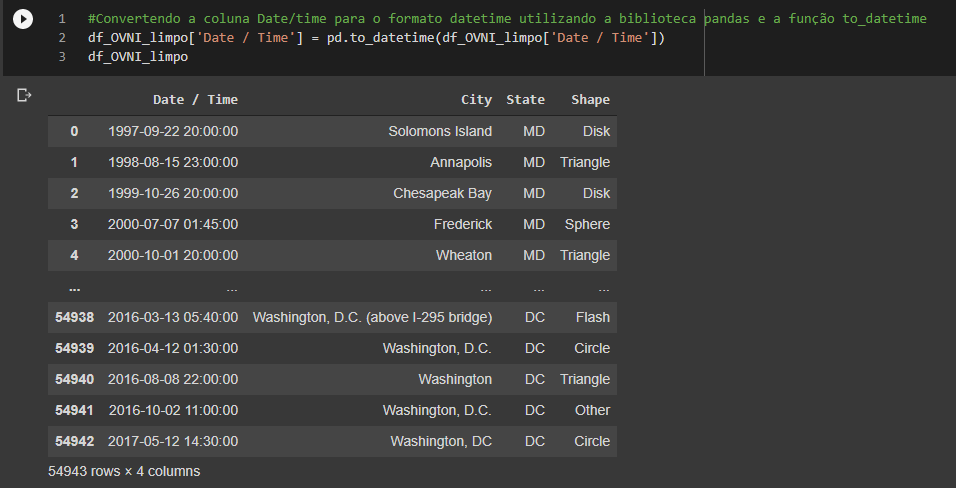 1 #Convertendo a coluna Date/time para o formato datetime utilizando a biblioteca pandas e a função to_datetime
2 df_OVNI_limpo['Date / Time'] = pd.to_datetime(df_OVNI_limpo['Date / Time'])
3 df_OVNI_limpo
Date / Time City State Shape
0 1997-09-22 20:00:00 Solomons Island MD Disk
1 1998-08-15 23:00:00 Annapolis MD Triangle
2 1999-10-26 20:00:00 Chesapeak Bay MD Disk
3 2000-07-07 01:45:00 Frederick MD Sphere
4 2000-10-01 20:00:00 Wheaton MD Triangle
... ... ... ... ...
54938 2016-03-13 05:40:00 Washington, D.C. (above I-295 bridge) DC Flash
54939 2016-04-12 01:30:00 Washington, D.C. DC Circle
54940 2016-08-08 22:00:00 Washington DC Triangle
54941 2016-10-02 11:00:00 Washington, D.C. DC Other
54942 2017-05-12 14:30:00 Washington, DC DC Circle
54943 rows × 4 columns